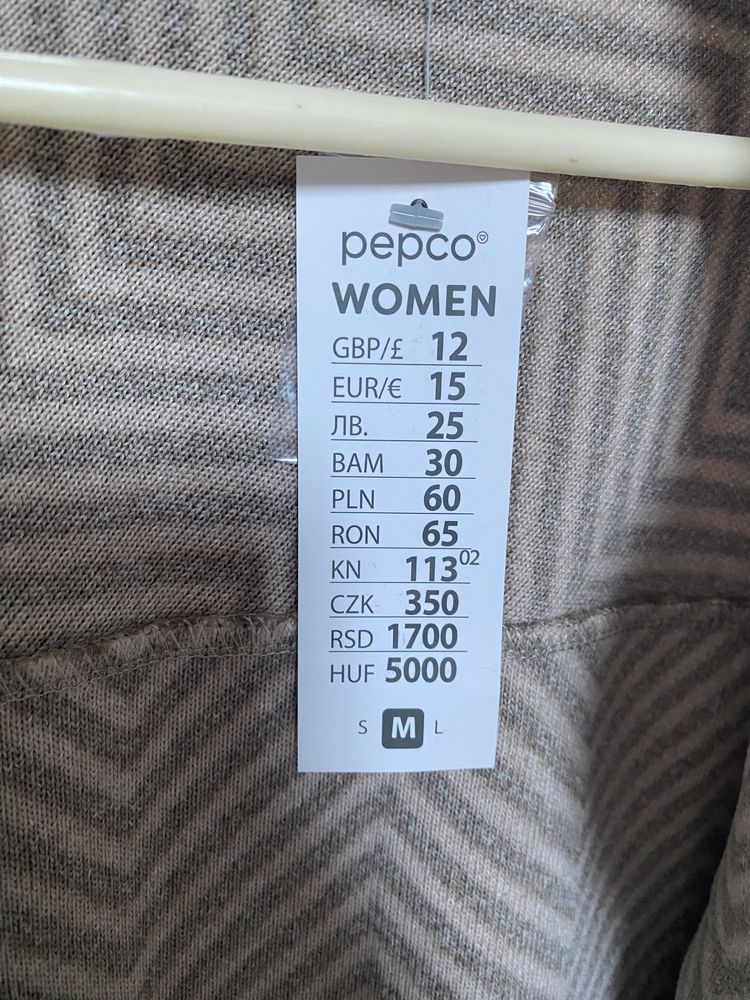 pepco
WOMEN
GBP/£ 12
EUR/€ 15
ЛВ. 25
BAM 30
PLN 60
RON 65
KN 113 02
CZK 350
RSD 1700
HUF 5000
S M L